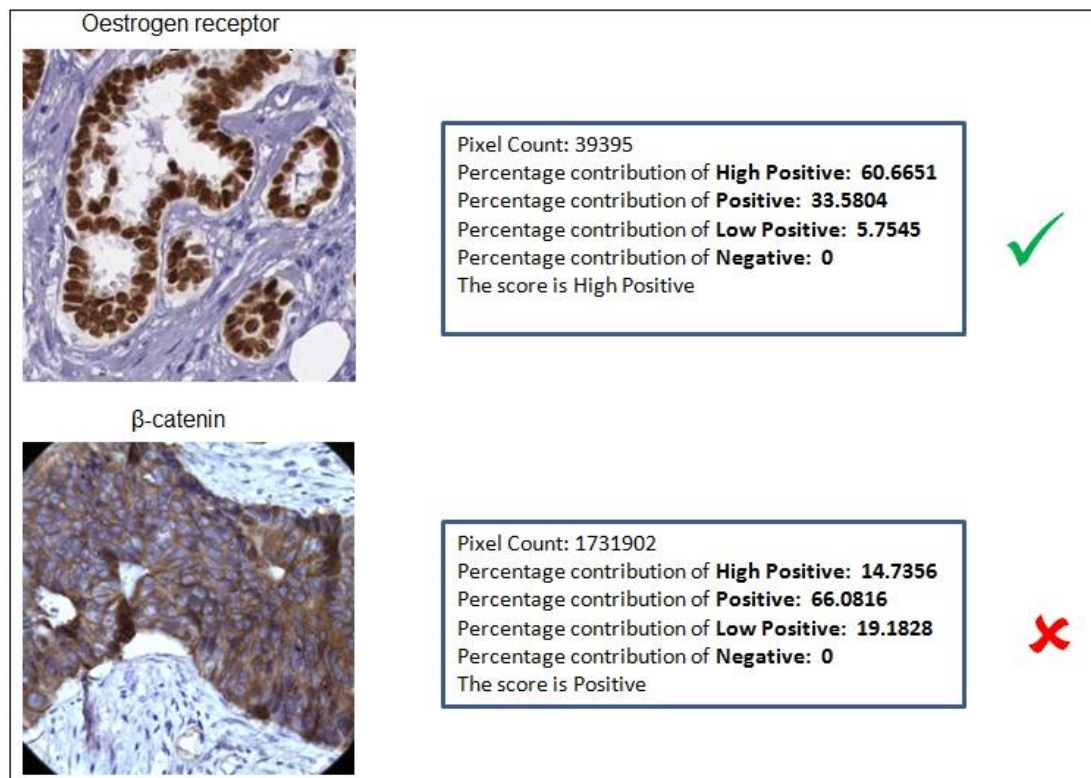 Oestrogen receptor
Pixel Count: 39395
Percentage contribution of High Positive: 60.6651
Percentage contribution of Positive: 33.5804
Percentage contribution of Low Positive: 5.7545
Percentage contribution of Negative: 0
The score is High Positive
β-catenin
Pixel Count: 1731902
Percentage contribution of High Positive: 14.7356
Percentage contribution of Positive: 66.0816
Percentage contribution of Low Positive: 19.1828
Percentage contribution of Negative: 0
The score is Positive